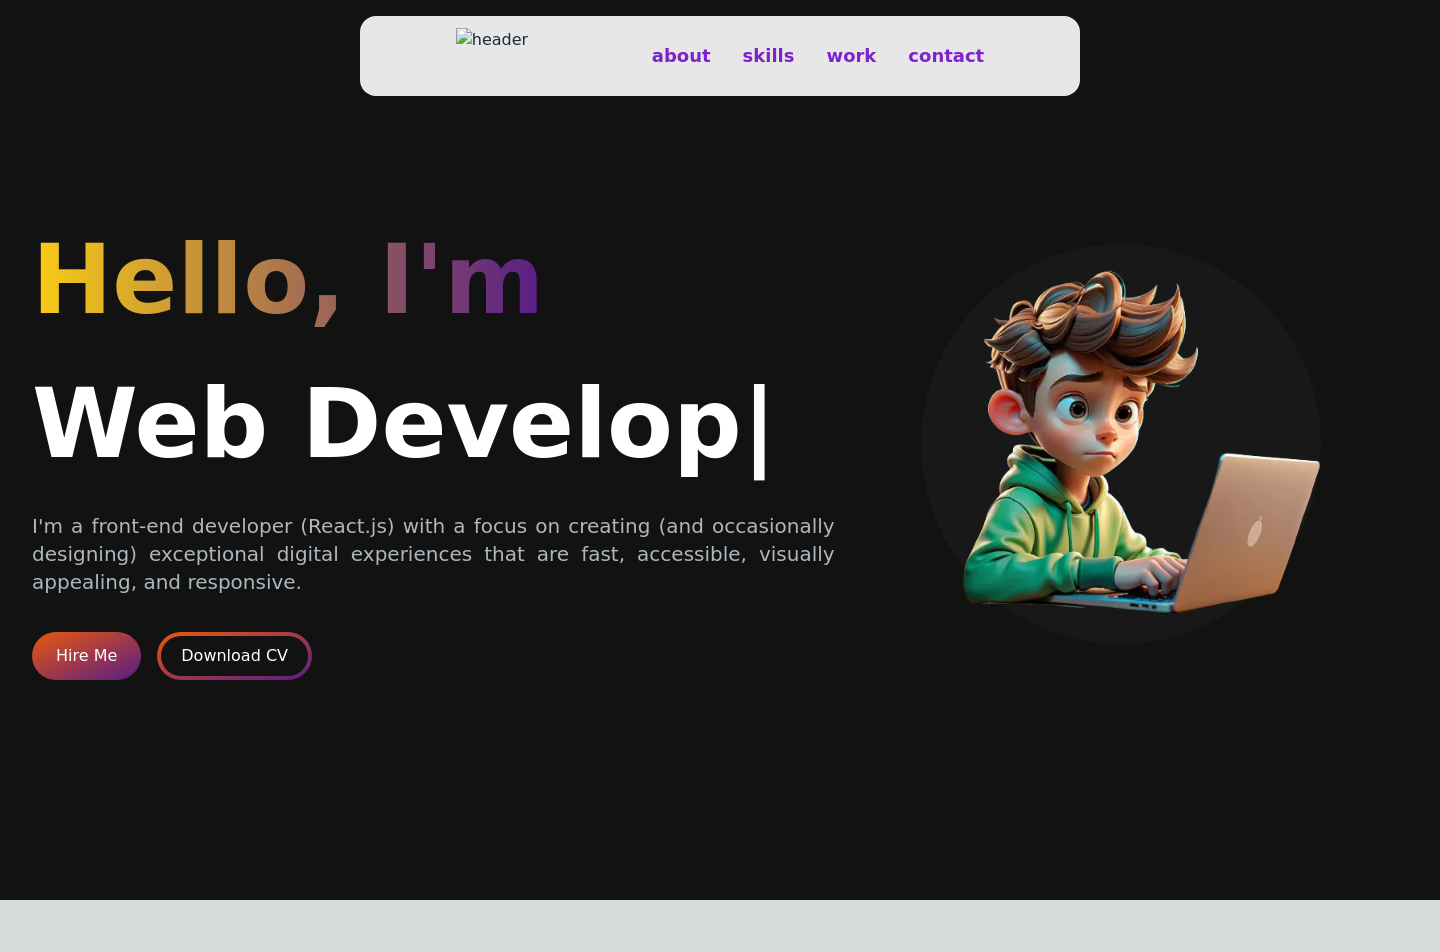 header
about skills work contact
Hello, I'm
Web Develop|
I'm a front-end developer (React.js) with a focus on creating (and occasionally
designing) exceptional digital experiences that are fast, accessible, visually
appealing, and responsive.
Hire Me Download CV